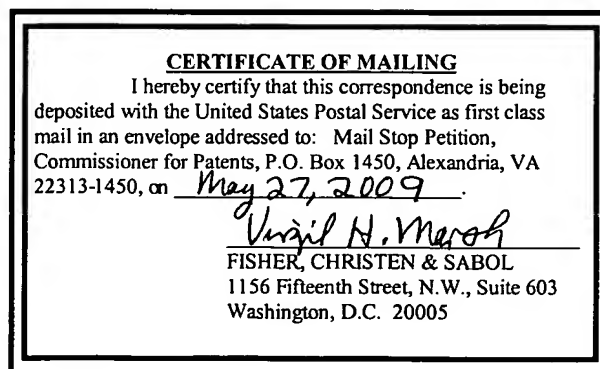 CERTIFICATE OF MAILING
I hereby certify that this correspondence is being
deposited with the United States Postal Service as first class
mail in an envelope addressed to: Mail Stop Petition,
Commissioner for Patents, P.O. Box 1450, Alexandria, VA
22313-1450, on May 27, 2009 .
Virgil H. Marsh
FISHER, CHRISTEN & SABOL
1156 Fifteenth Street, N.W., Suite 603
Washington, D.C. 20005